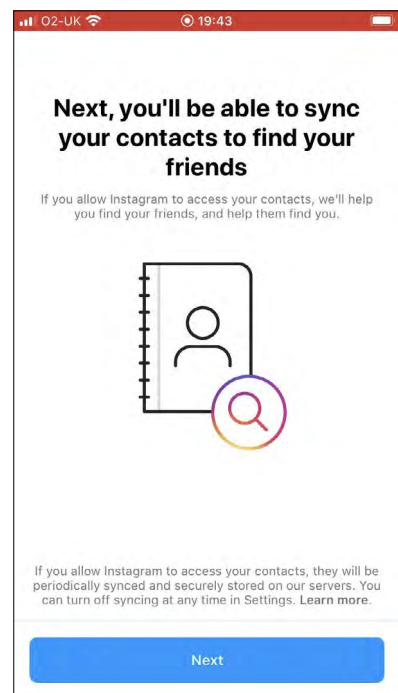 O2-UK 19:43
Next, you'll be able to sync
your contacts to find your
friends
If you allow Instagram to access your contacts, we'll help
you find your friends, and help them find you.
If you allow Instagram to access your contacts, they will be
periodically synced and securely stored on our servers. You
can turn off syncing at any time in Settings. Learn more.
Next